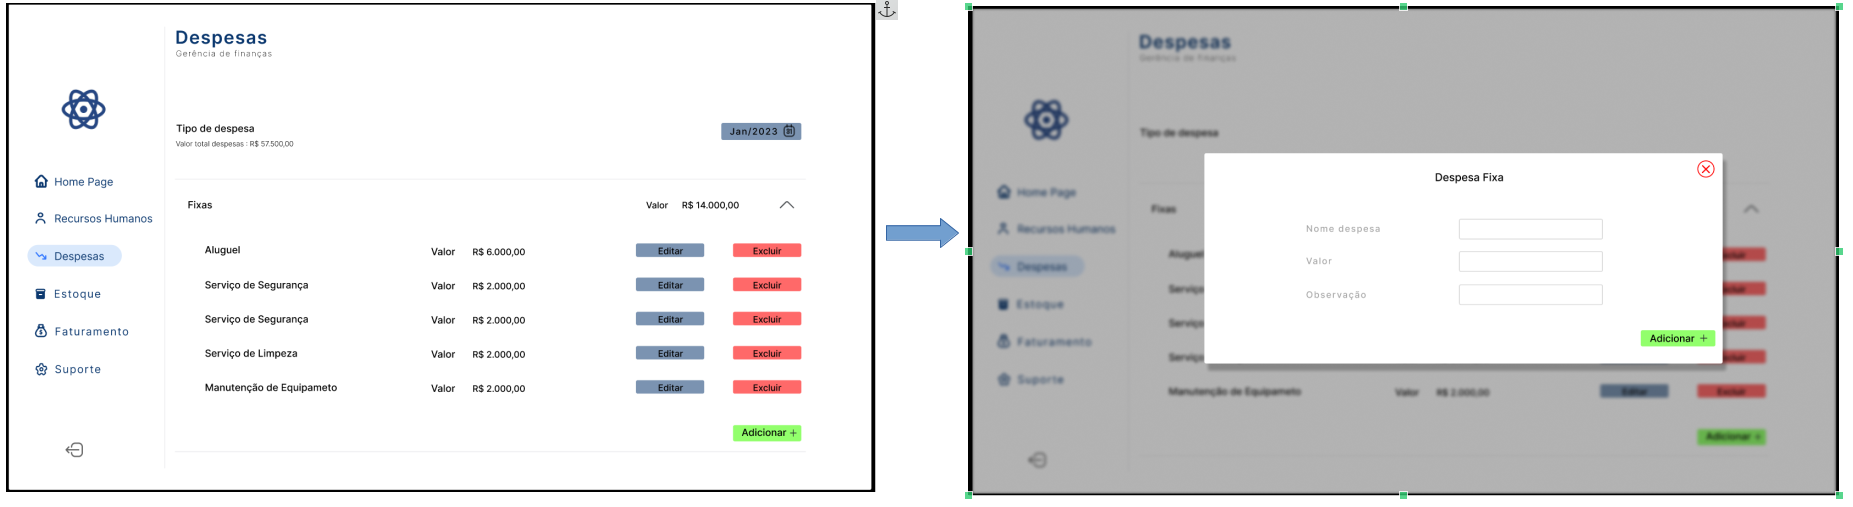 Despesas
Gerência de finanças
Tipo de despesa
Jan/2023
Valor total despesas : R$ 57.500,00
Home Page
Recursos Humanos
Despesas
Estoque
Faturamento
Suporte
Fixas Valor R$ 14.000,00
Aluguel Valor R$ 6.000,00 Editar Excluir
Serviço de Segurança Valor R$ 2.000,00 Editar Excluir
Serviço de Segurança Valor R$ 2.000,00 Editar Excluir
Serviço de Limpeza Valor R$ 2.000,00 Editar Excluir
Manutenção de Equipameto Valor R$ 2.000,00 Editar Excluir
Adicionar +
Despesas
Gerência de finanças
Tipo de despesa
Home Page
Recursos Humanos
Despesas
Estoque
Faturamento
Suporte
Fixas
Despesa Fixa
Nome despesa
Valor
Observação
Adicionar +
Aluguel
Manutenção de Equipameto Valor R$ 2.000,00 Editar Excluir
Adicionar +